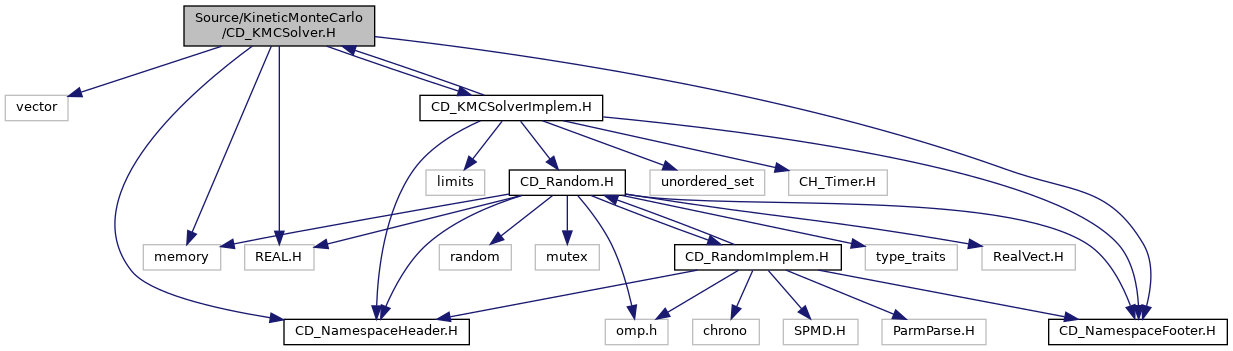 Source/KineticMonteCarlo
/CD_KMCSolver.H
vector
CD_KMCSolverImplem.H
limits
CD_Random.H
unordered_set
CH_Timer.H
memory
REAL.H
random
mutex
CD_RandomImplem.H
type_traits
RealVect.H
CD_NamespaceHeader.H
omp.h
chrono
SPMD.H
ParmParse.H
CD_NamespaceFooter.H